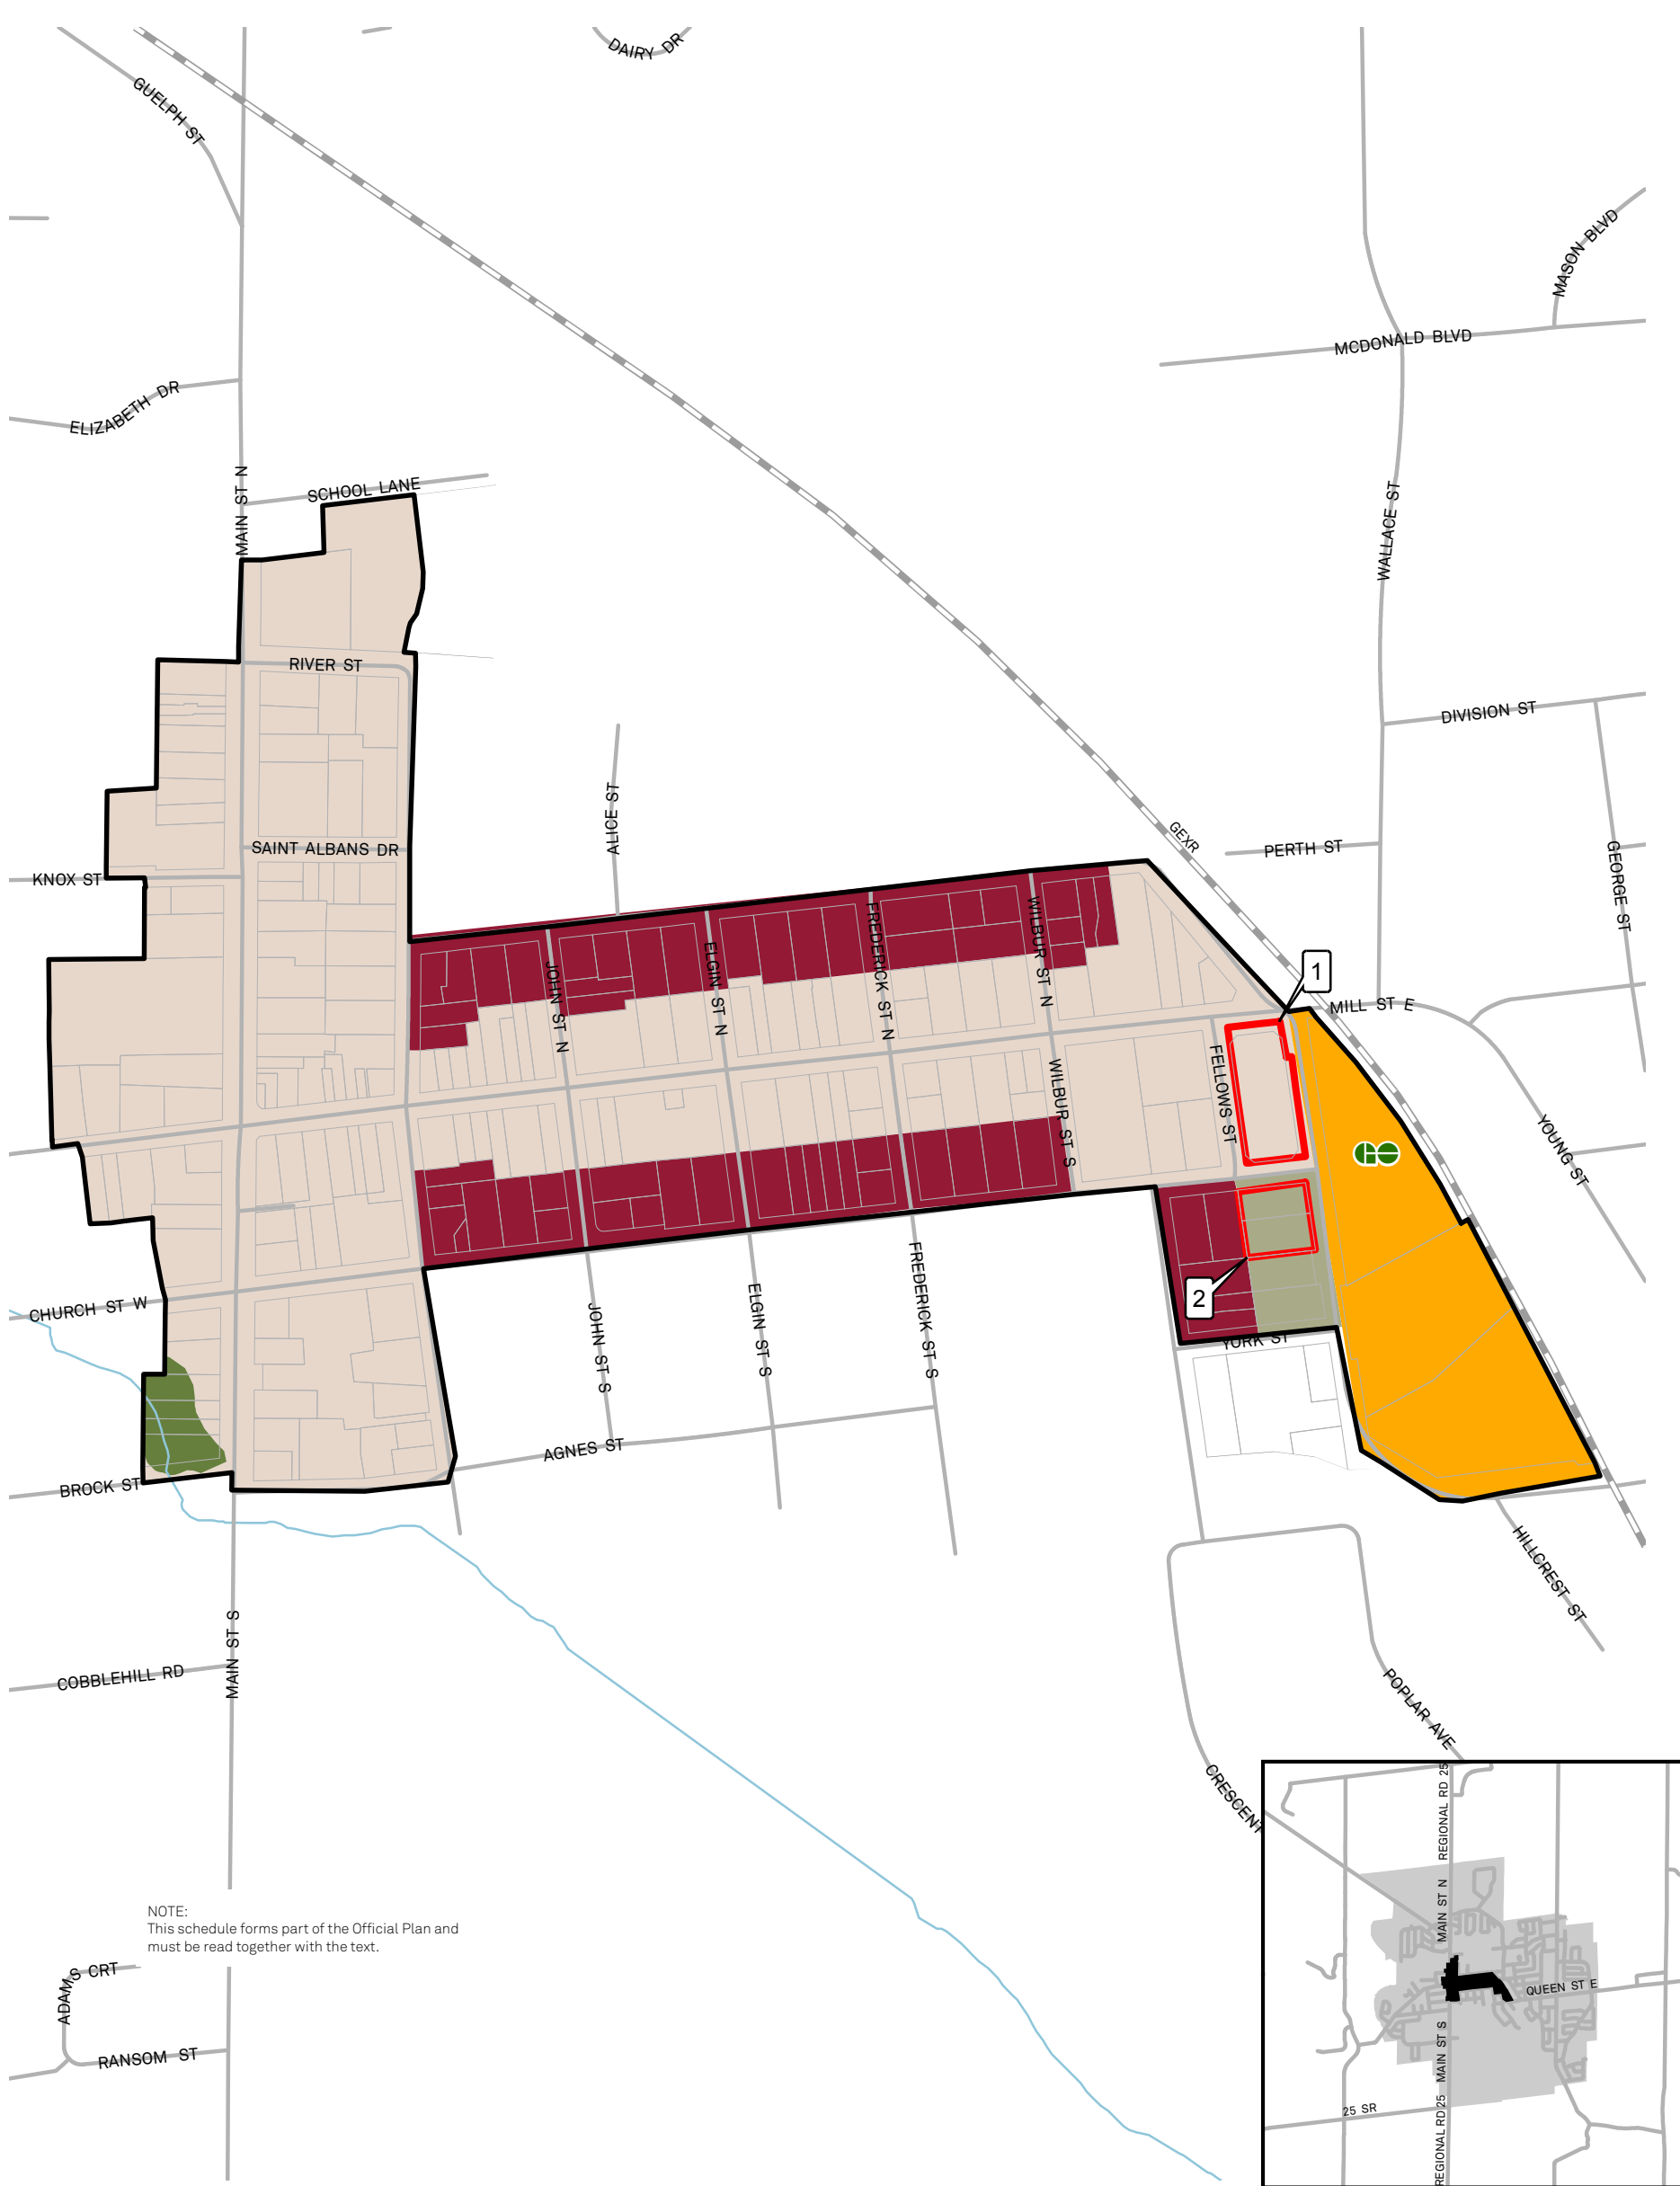 DAIRY DR
GUELPH ST
MASON BLVD
MCDONALD BLVD
ELIZABETH DR
MAIN ST N
SCHOOL LANE
WALLACE ST
RIVER ST
DIVISION ST
ALICE ST
GEXR
SAINT ALBANS DR
PERTH ST
KNOX ST
GEORGE ST
WILBUR ST N
FREDERICK ST N
ELGIN ST N
JOHN ST N
1
MILL ST E
FELLOWS ST
WILBUR ST S
YOUNG ST
GO
2
CHURCH ST W
YORK ST
JOHN ST S
ELGIN ST S
FREDERICK ST S
AGNES ST
BROCK ST
HILLCREST ST
MAIN ST S
COBBLEHILL RD
POPLAR AVE
CRESCENT
NOTE:
This schedule forms part of the Official Plan and
must be read together with the text.
ADAMS CRT
RANSOM ST
REGIONAL RD 25
MAIN ST N
QUEEN ST E
MAIN ST S
25 SR
REGIONAL RD 25